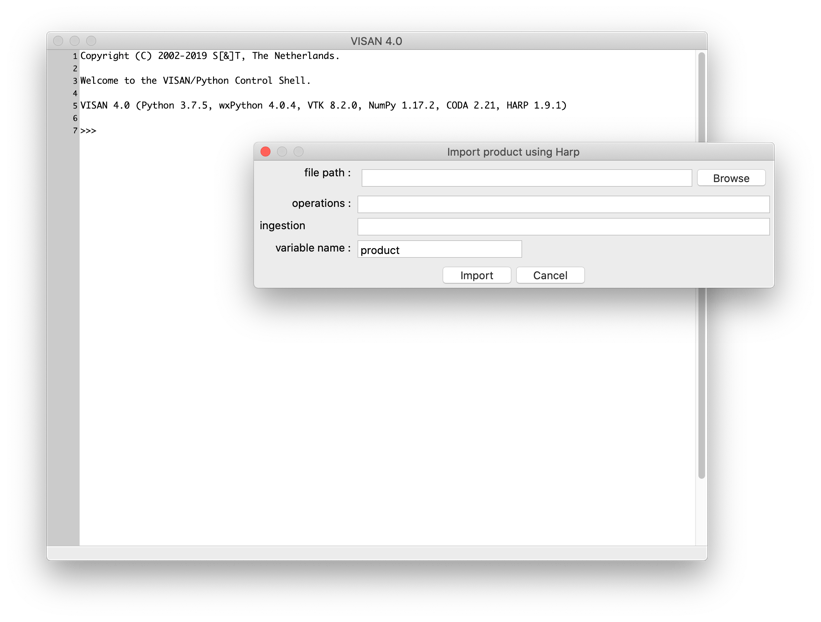 VISAN 4.0
1 Copyright (C) 2002-2019 S[&]T, The Netherlands.
2
3 Welcome to the VISAN/Python Control Shell.
4
5 VISAN 4.0 (Python 3.7.5, wxPython 4.0.4, VTK 8.2.0, NumPy 1.17.2, CODA 2.21, HARP 1.9.1)
6
7 >>>
Import product using Harp
file path : Browse
operations :
ingestion
variable name : product
Import Cancel